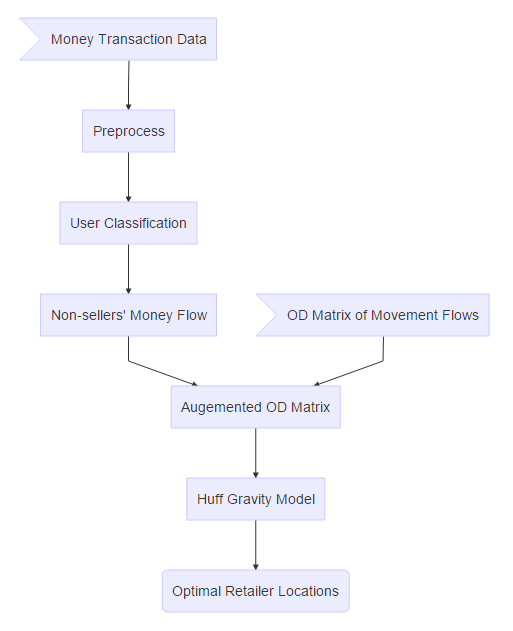 Money Transaction Data
Preprocess
User Classification
Non-sellers' Money Flow
OD Matrix of Movement Flows
Augemented OD Matrix
Huff Gravity Model
Optimal Retailer Locations